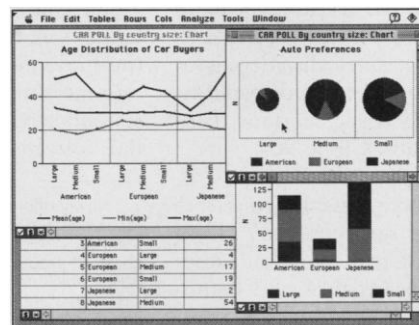 File Edit Tables Rows Cols Analyze Tools Window
CAR POLL By country size: Chart
Age Distribution of Car Buyers
60
40
20
0
Large Medium Small Large Medium Small Large Medium
American European Japanese
Mean(age) Min(age) Max(age)
CAR POLL By country size: Chart
Auto Preferences
N
Large Medium Small
American European Japanese
3 American Small 26
4 European Large 4
5 European Medium 17
6 European Small 19
7 Japanese Large 2
8 Japanese Medium 54
125
100
75
50
25
0
N
American European Japanese
Large Medium Small